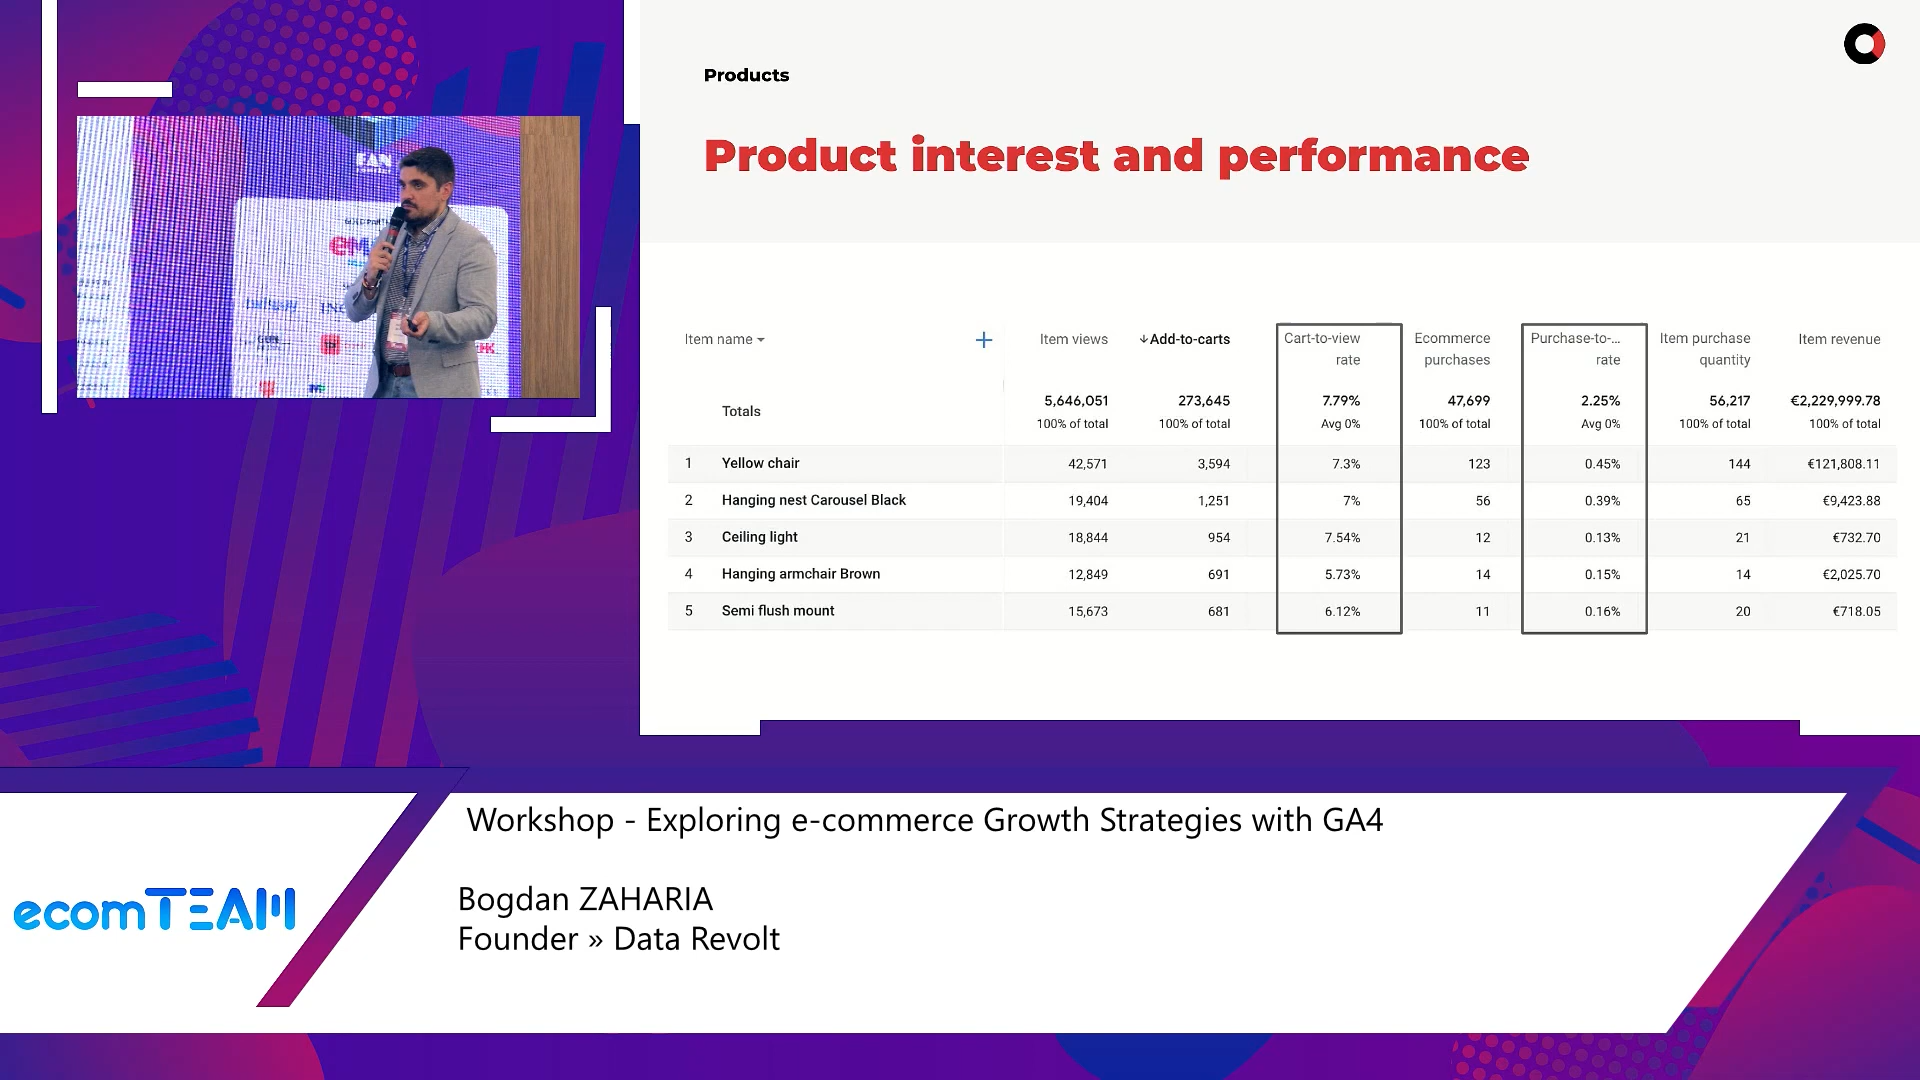 Products
Product interest and performance
Item name
Item views
↓Add-to-carts
Cart-to-view rate
Ecommerce purchases
Purchase-to-... rate
Item purchase quantity
Item revenue
Totals 5,646,051 273,645 7.79% 47,699 2.25% 56,217 €2,229,999.78
100% of total 100% of total Avg 0% 100% of total Avg 0% 100% of total 100% of total
1 Yellow chair 42,571 3,594 7.3% 123 0.45% 144 €121,808.11
2 Hanging nest Carousel Black 19,404 1,251 7% 56 0.39% 65 €9,423.88
3 Ceiling light 18,844 954 7.54% 12 0.13% 21 €732.70
4 Hanging armchair Brown 12,849 691 5.73% 14 0.15% 14 €2,025.70
5 Semi flush mount 15,673 681 6.12% 11 0.16% 20 €718.05
FAN
Workshop - Exploring e-commerce Growth Strategies with GA4
ecomTEAM
Bogdan ZAHARIA
Founder » Data Revolt